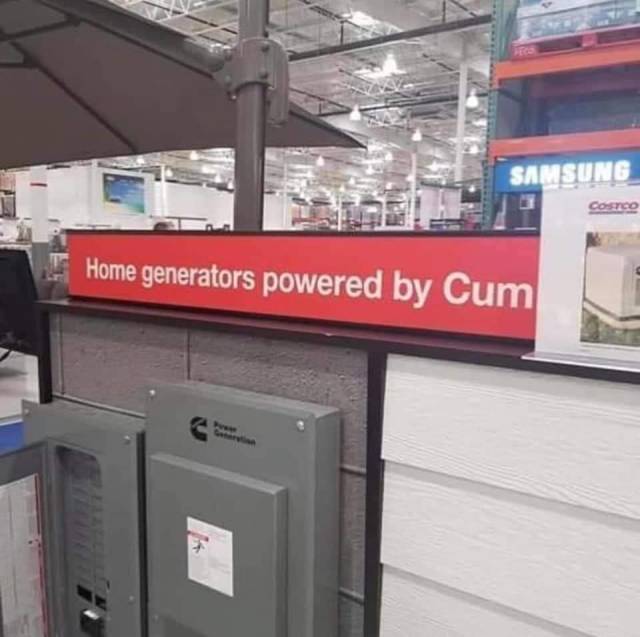 SAMSUNG
COSTCO
Home generators powered by Cum
Power
Generation